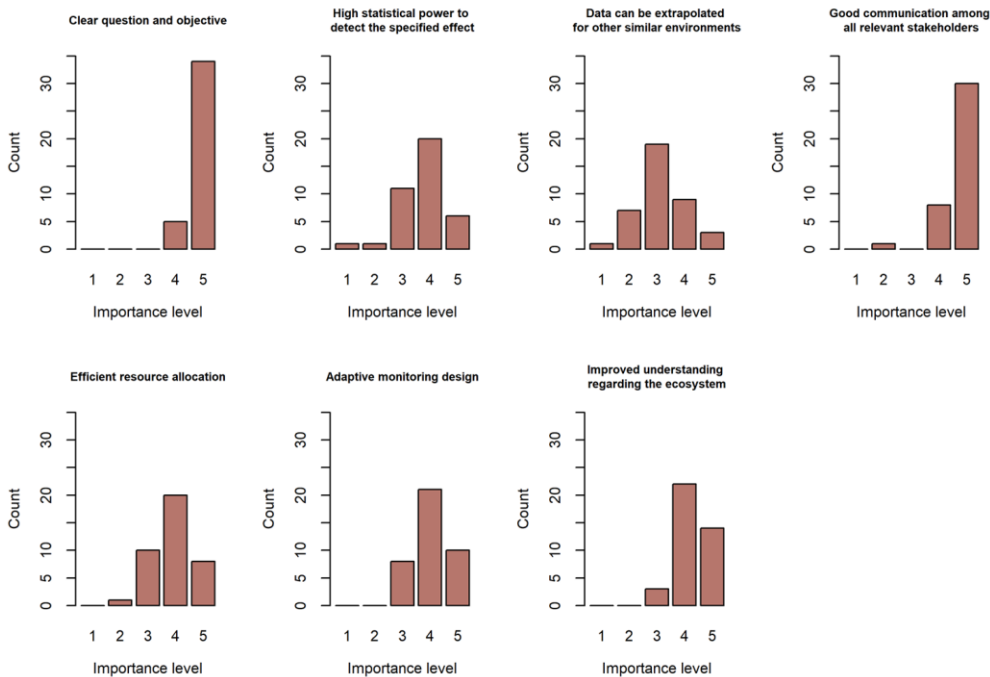 Clear question and objective
High statistical power to
detect the specified effect
Data can be extrapolated
for other similar environments
Good communication among
all relevant stakeholders
Count
30
20
10
5
0
1 2 3 4 5
Importance level
Count
30
20
10
5
0
1 2 3 4 5
Importance level
Count
30
20
10
5
0
1 2 3 4 5
Importance level
Count
30
20
10
5
0
1 2 3 4 5
Importance level
Efficient resource allocation
Adaptive monitoring design
Improved understanding
regarding the ecosystem
Count
30
20
10
5
0
1 2 3 4 5
Importance level
Count
30
20
10
5
0
1 2 3 4 5
Importance level
Count
30
20
10
5
0
1 2 3 4 5
Importance level